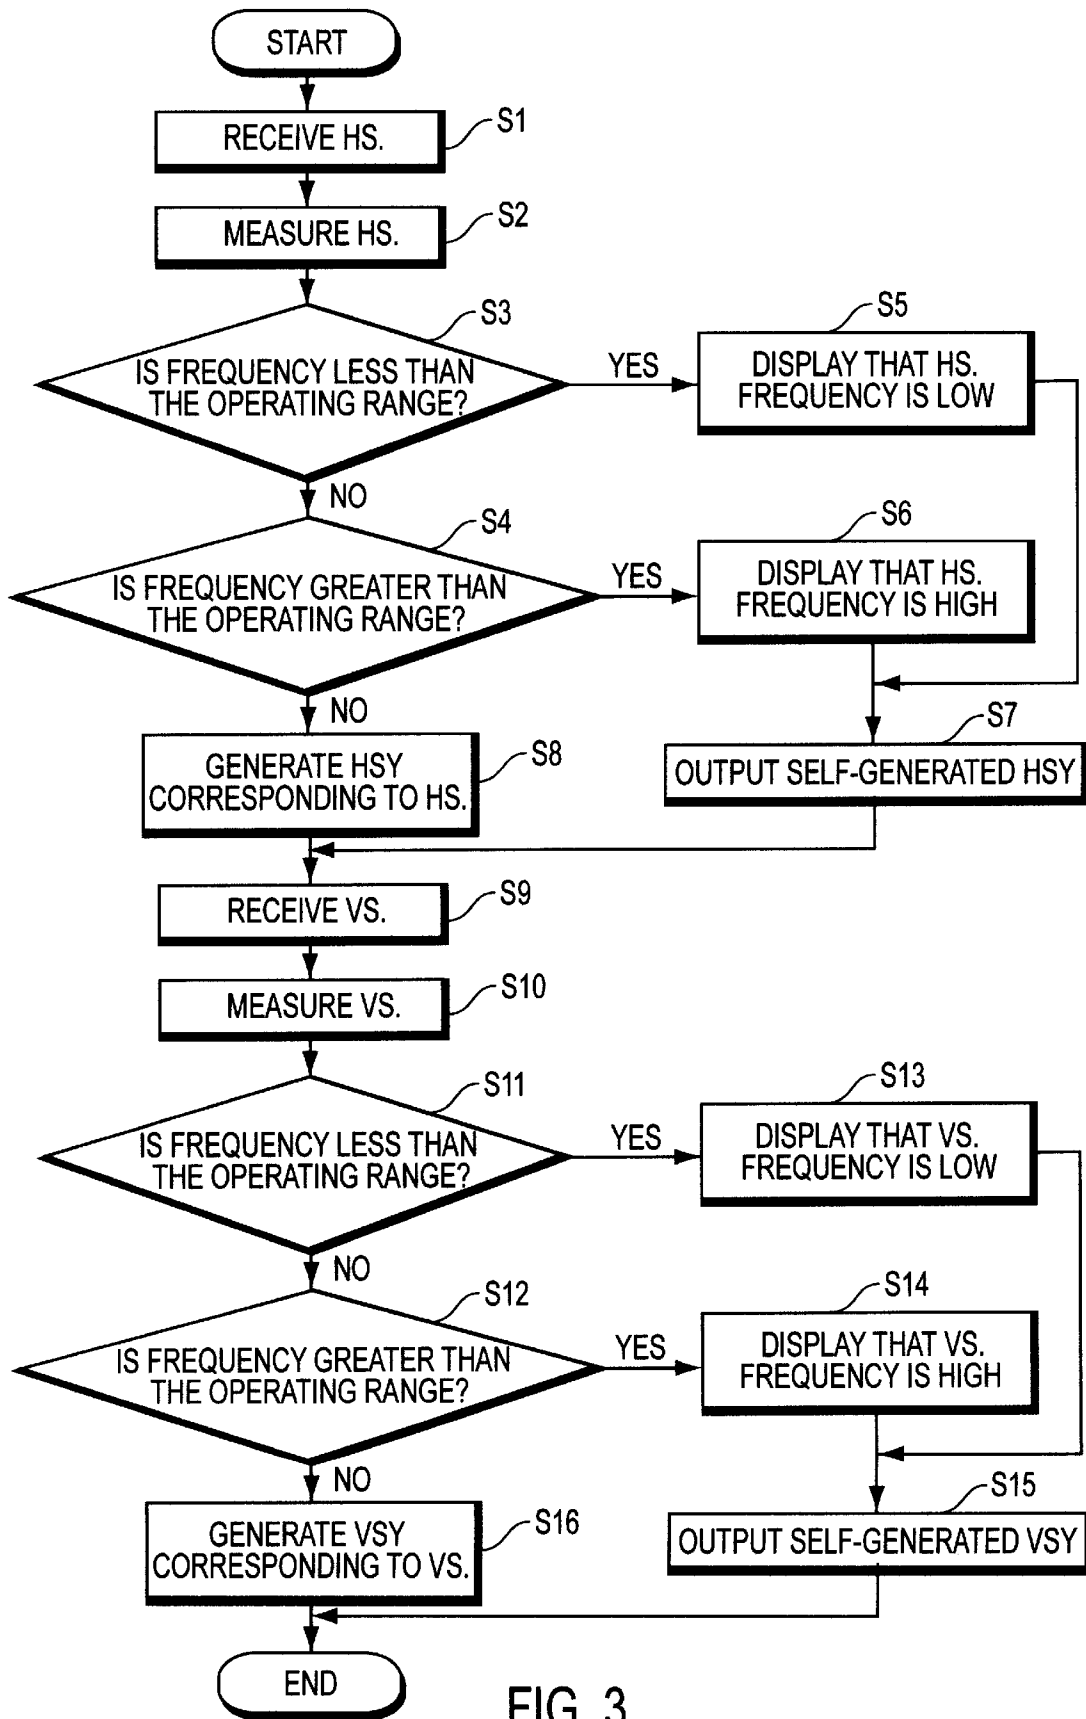 START
RECEIVE HS.
S1
MEASURE HS.
S2
S3
IS FREQUENCY LESS THAN
THE OPERATING RANGE?
YES
S5
DISPLAY THAT HS.
FREQUENCY IS LOW
NO
S4
IS FREQUENCY GREATER THAN
THE OPERATING RANGE?
YES
S6
DISPLAY THAT HS.
FREQUENCY IS HIGH
NO
S7
OUTPUT SELF-GENERATED HSY
S8
GENERATE HSY
CORRESPONDING TO HS.
S9
RECEIVE VS.
S10
MEASURE VS.
S11
IS FREQUENCY LESS THAN
THE OPERATING RANGE?
YES
S13
DISPLAY THAT VS.
FREQUENCY IS LOW
NO
S12
IS FREQUENCY GREATER THAN
THE OPERATING RANGE?
YES
S14
DISPLAY THAT VS.
FREQUENCY IS HIGH
NO
S15
OUTPUT SELF-GENERATED VSY
S16
GENERATE VSY
CORRESPONDING TO VS.
END
FIG. 3